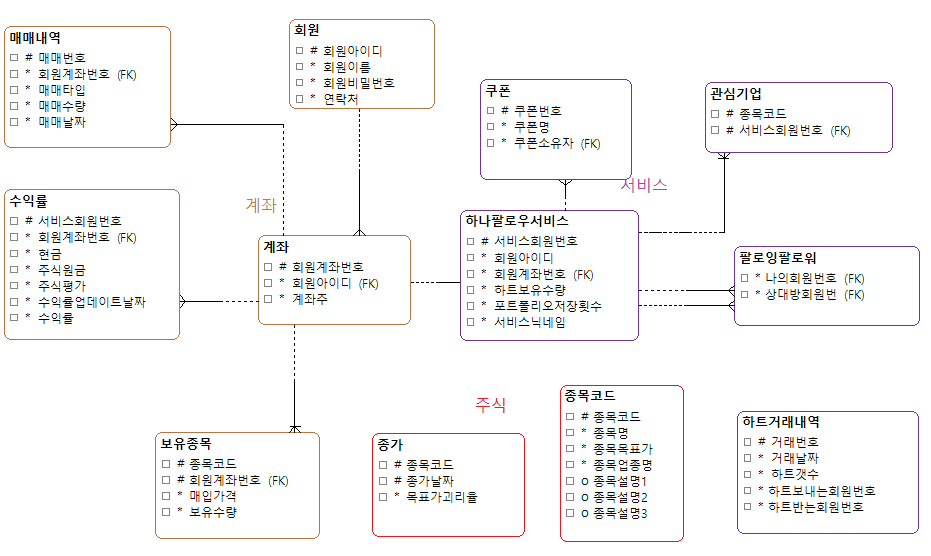 매매내역
# 매매번호
* 회원계좌번호 (FK)
* 매매타입
* 매매수량
* 매매날짜
회원
# 회원아이디
* 회원이름
* 회원비밀번호
* 연락처
쿠폰
# 쿠폰번호
* 쿠폰명
* 쿠폰소유자 (FK)
관심기업
# 종목코드
# 서비스회원번호 (FK)
서비스
계좌
수익률
# 서비스회원번호
* 회원계좌번호 (FK)
* 현금
* 주식원금
* 주식평가
* 수익률업데이트날짜
* 수익률
계좌
# 회원계좌번호
* 회원아이디 (FK)
* 계좌주
하나팔로우서비스
# 서비스회원번호
* 회원아이디
* 회원계좌번호 (FK)
* 하트보유수량
* 포트폴리오저장횟수
* 서비스닉네임
팔로잉팔로워
* 나의회원번호 (FK)
* 상대방회원번 (FK)
주식
보유종목
# 종목코드
# 회원계좌번호 (FK)
* 매입가격
* 보유수량
종가
# 종목코드
# 종가날짜
* 목표가괴리율
종목코드
# 종목코드
* 종목명
* 종목목표가
* 종목업종명
o 종목설명1
o 종목설명2
o 종목설명3
하트거래내역
# 거래번호
* 거래날짜
* 하트갯수
* 하트보내는회원번호
* 하트받는회원번호